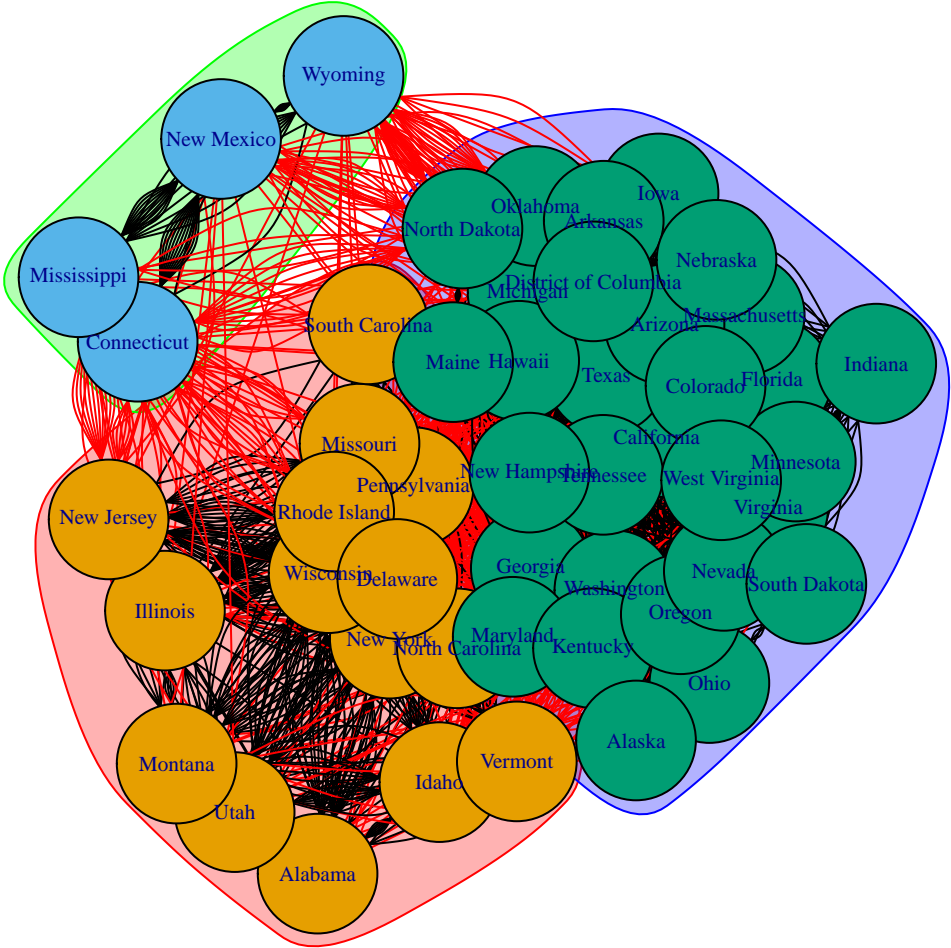 Wyoming
New Mexico
Iowa
Oklahoma
Arkansas
North Dakota
Nebraska
Mississippi
District of Columbia
Michigan
Massachusetts
South Carolina
Arizona
Connecticut
Maine
Hawaii
Indiana
Texas
Florida
Colorado
California
Missouri
Minnesota
New Hampshire
Tennessee
West Virginia
Pennsylvania
Virginia
Rhode Island
New Jersey
Georgia
Nevada
Wisconsin
Delaware
South Dakota
Washington
Illinois
Oregon
Maryland
New York
North Carolina
Kentucky
Ohio
Alaska
Vermont
Montana
Idaho
Utah
Alabama